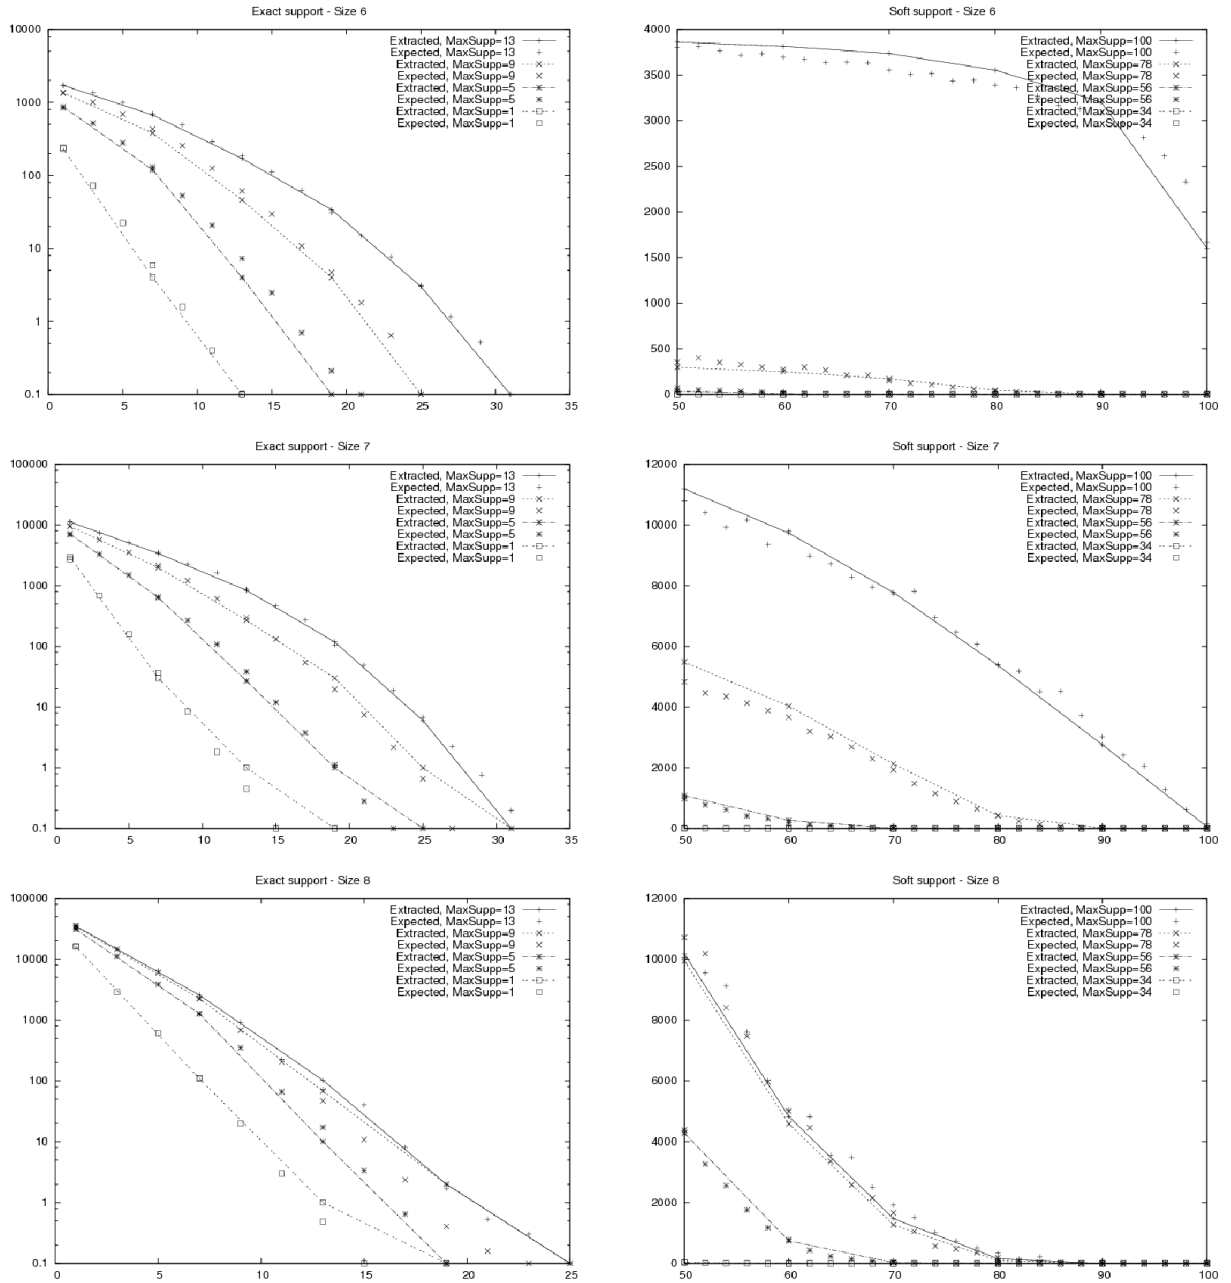 Exact support - Size 6
10000
1000
100
10
1
0.1
0
5
10
15
20
25
30
35
Extracted, MaxSupp=13
Expected, MaxSupp=13
Extracted, MaxSupp=9
Expected, MaxSupp=9
Extracted, MaxSupp=5
Expected, MaxSupp=5
Extracted, MaxSupp=1
Expected, MaxSupp=1
Soft support - Size 6
4000
3500
3000
2500
2000
1500
1000
500
0
50
60
70
80
90
100
Extracted, MaxSupp=100
Expected, MaxSupp=100
Extracted, MaxSupp=78
Expected, MaxSupp=78
Extracted, MaxSupp=56
Expected, MaxSupp=56
Extracted, MaxSupp=34
Expected, MaxSupp=34
Exact support - Size 7
100000
10000
1000
100
10
1
0.1
0
5
10
15
20
25
30
35
Extracted, MaxSupp=13
Expected, MaxSupp=13
Extracted, MaxSupp=9
Expected, MaxSupp=9
Extracted, MaxSupp=5
Expected, MaxSupp=5
Extracted, MaxSupp=1
Expected, MaxSupp=1
Soft support - Size 7
12000
10000
8000
6000
4000
2000
0
50
60
70
80
90
100
Extracted, MaxSupp=100
Expected, MaxSupp=100
Extracted, MaxSupp=78
Expected, MaxSupp=78
Extracted, MaxSupp=56
Expected, MaxSupp=56
Extracted, MaxSupp=34
Expected, MaxSupp=34
Exact support - Size 8
100000
10000
1000
100
10
1
0.1
0
5
10
15
20
25
Extracted, MaxSupp=13
Expected, MaxSupp=13
Extracted, MaxSupp=9
Expected, MaxSupp=9
Extracted, MaxSupp=5
Expected, MaxSupp=5
Extracted, MaxSupp=1
Expected, MaxSupp=1
Soft support - Size 8
12000
10000
8000
6000
4000
2000
0
50
60
70
80
90
100
Extracted, MaxSupp=100
Expected, MaxSupp=100
Extracted, MaxSupp=78
Expected, MaxSupp=78
Extracted, MaxSupp=56
Expected, MaxSupp=56
Extracted, MaxSupp=34
Expected, MaxSupp=34